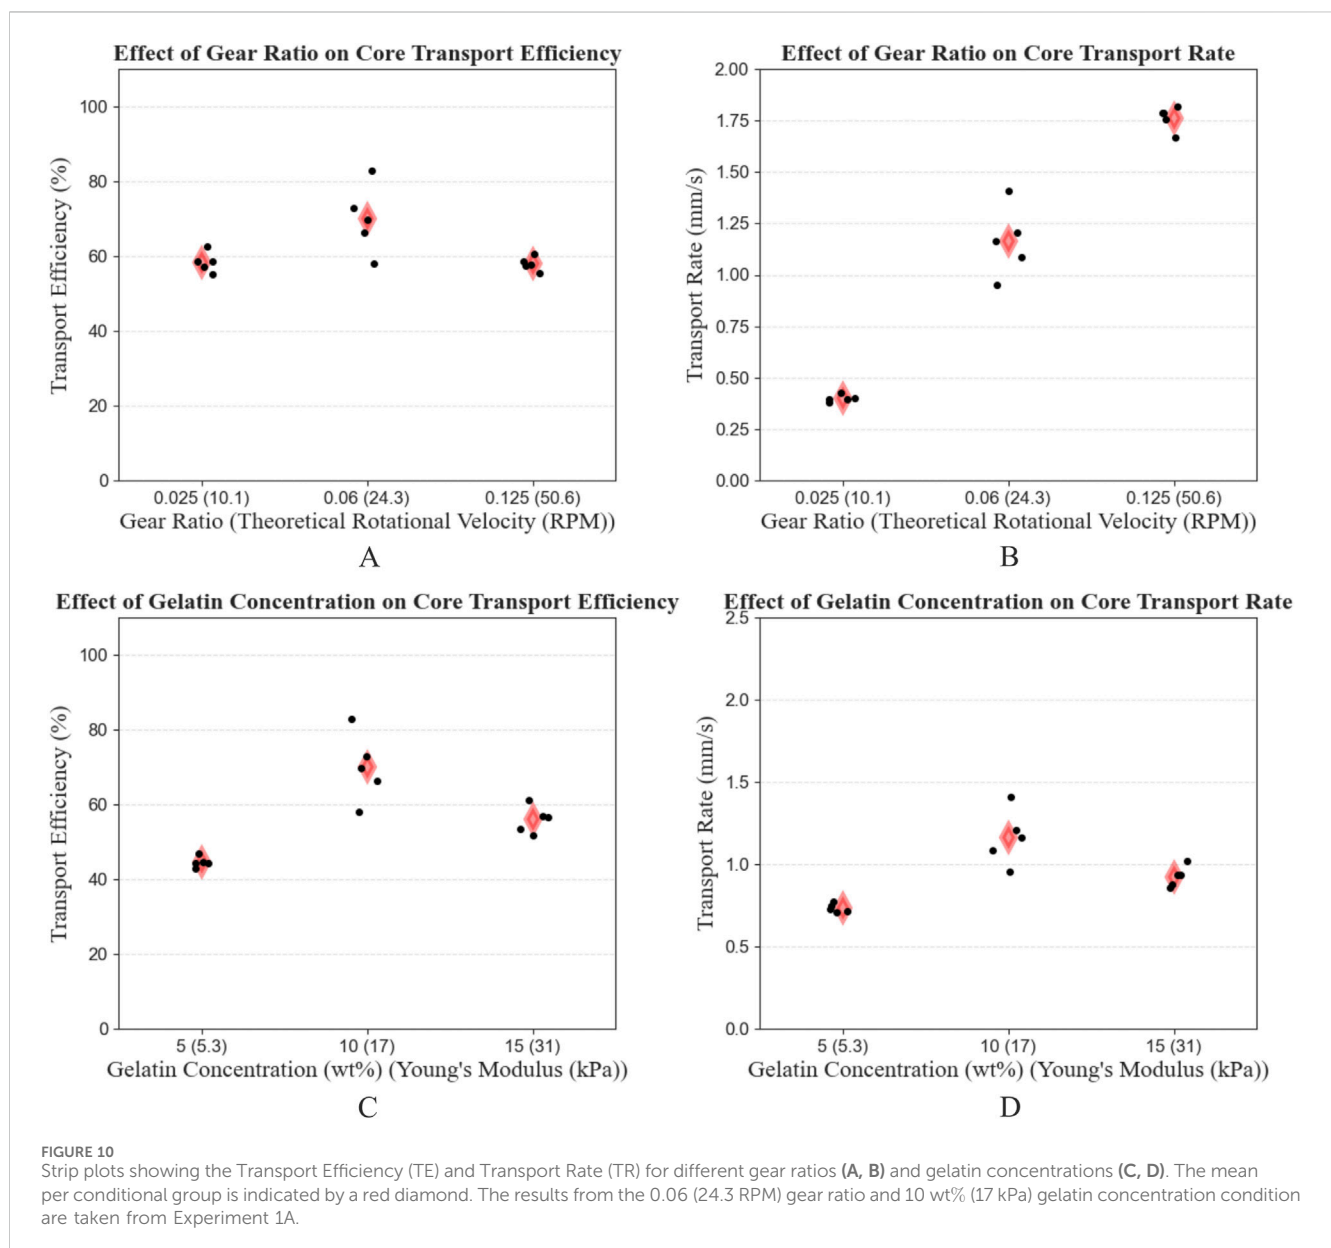 Effect of Gear Ratio on Core Transport Efficiency
100
80
60
40
20
0
Transport Efficiency (%)
0.025 (10.1) 0.06 (24.3) 0.125 (50.6)
Gear Ratio (Theoretical Rotational Velocity (RPM))
A
Effect of Gear Ratio on Core Transport Rate
2.00
1.75
1.50
1.25
1.00
0.75
0.50
0.25
0.00
Transport Rate (mm/s)
0.025 (10.1) 0.06 (24.3) 0.125 (50.6)
Gear Ratio (Theoretical Rotational Velocity (RPM))
B
Effect of Gelatin Concentration on Core Transport Efficiency
100
80
60
40
20
0
Transport Efficiency (%)
5 (5.3) 10 (17) 15 (31)
Gelatin Concentration (wt%) (Young's Modulus (kPa))
C
Effect of Gelatin Concentration on Core Transport Rate
2.5
2.0
1.5
1.0
0.5
0.0
Transport Rate (mm/s)
5 (5.3) 10 (17) 15 (31)
Gelatin Concentration (wt%) (Young's Modulus (kPa))
D
FIGURE 10
Strip plots showing the Transport Efficiency (TE) and Transport Rate (TR) for different gear ratios (A, B) and gelatin concentrations (C, D). The mean
per conditional group is indicated by a red diamond. The results from the 0.06 (24.3 RPM) gear ratio and 10 wt% (17 kPa) gelatin concentration condition
are taken from Experiment 1A.